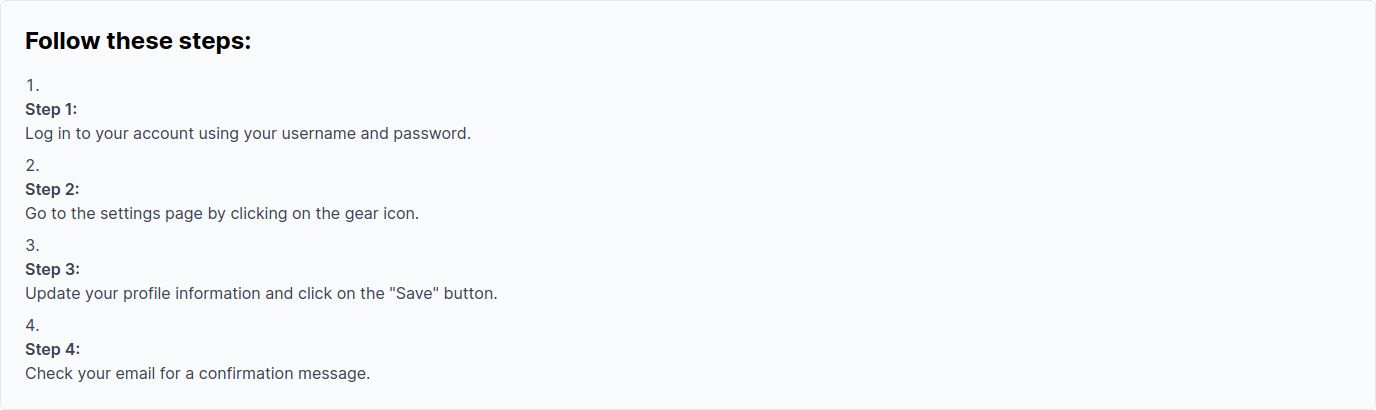 Follow these steps:
1.
Step 1:
Log in to your account using your username and password.
2.
Step 2:
Go to the settings page by clicking on the gear icon.
3.
Step 3:
Update your profile information and click on the "Save" button.
4.
Step 4:
Check your email for a confirmation message.